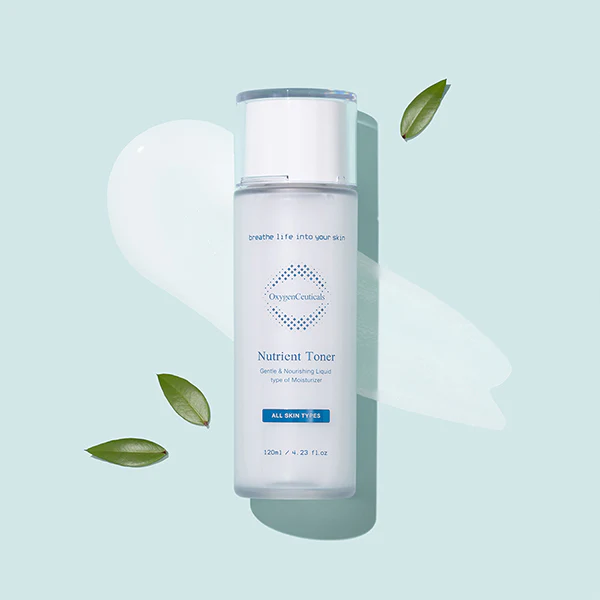 breathe life into your skin
OxygenCeuticals
Nutrient Toner
Gentle & Nourishing Liquid
type of Moisturizer
ALL SKIN TYPES
120ml / 4.23 fl.oz